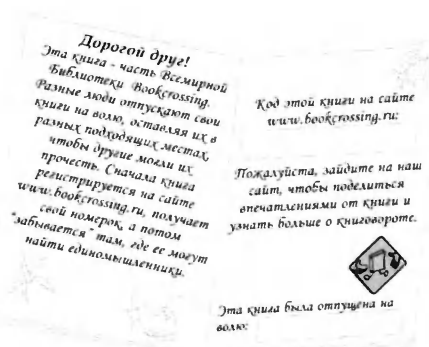 Дорогой друг!
Эта книга - часть Всемирной
Библиотеки Bookcrossing.
Разные люди отпускают свои
книги на волю, оставляя их в
разных подходящих местах,
чтобы другие могли их
прочесть. Сначала книга
регистрируется на сайте
www.bookcrossing.ru, получает
свой номерок, а потом
"забывается" там, где ее могут
найти единомышленники.
Код этой книги на сайте
www.bookcrossing.ru:
Пожалуйста, зайдите на наш
сайт, чтобы поделиться
впечатлениями от книги и
узнать больше о книговороте.
Эта книга была отпущена на
волю: